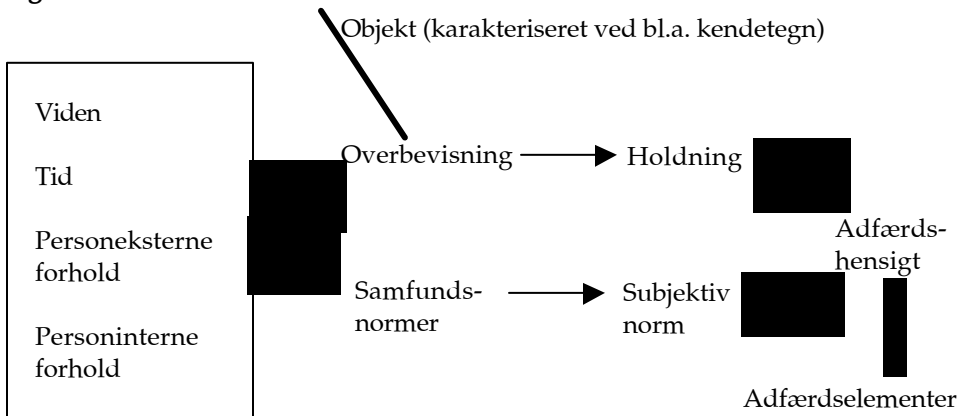 Objekt (karakteriseret ved bl.a. kendetegn)
Viden
Tid
Personeksterne
forhold
Personinterne
forhold
Overbevisning
Holdning
Samfunds-
normer
Subjektiv
norm
Adfærds-
hensigt
Adfærdselementer